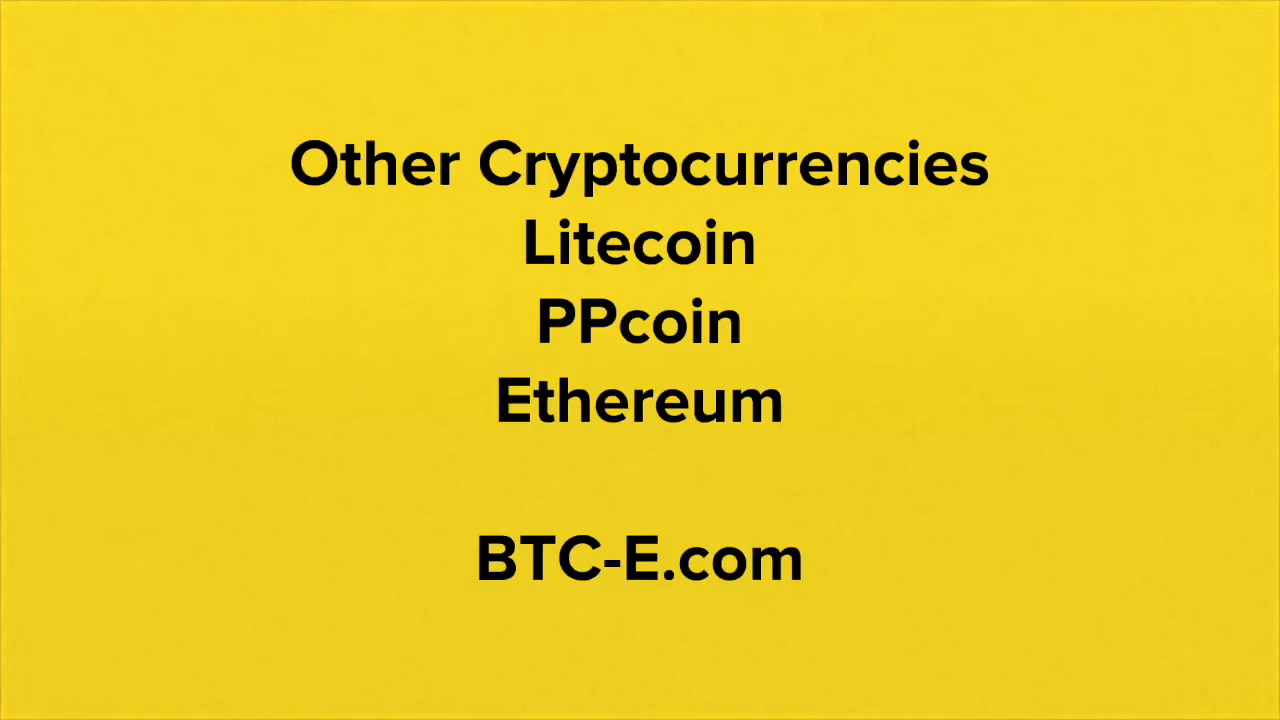 Other Cryptocurrencies
Litecoin
PPcoin
Ethereum
BTC-E.com